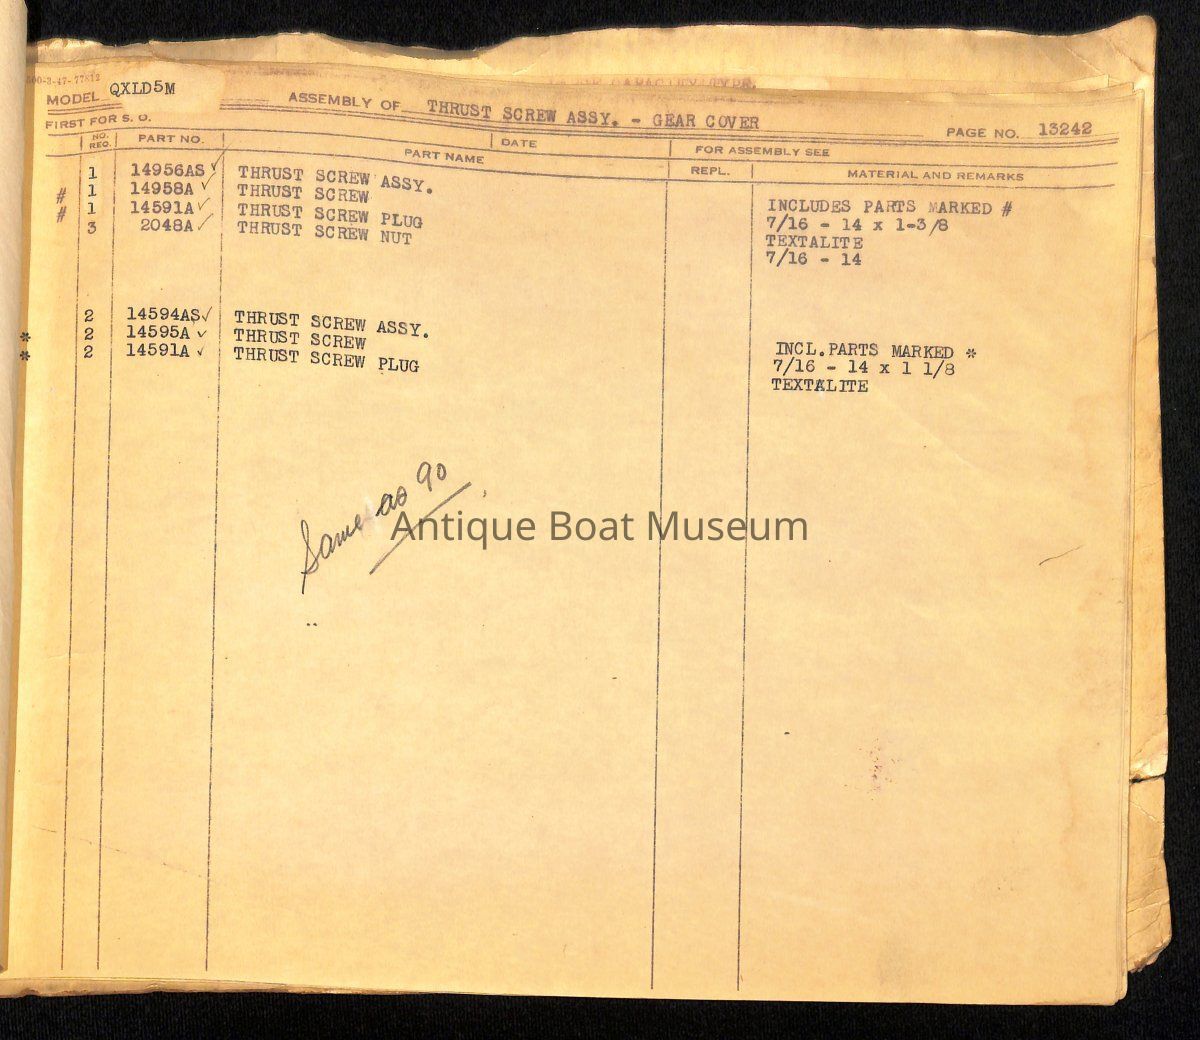 MODEL QXLD5M
ASSEMBLY OF THRUST SCREW ASSY. - GEAR COVER
PAGE NO. 13242
FIRST FOR S. O.
NO. REQ. PART NO. PART NAME DATE FOR ASSEMBLY SEE
REPL. MATERIAL AND REMARKS
1 14956AS ✓ THRUST SCREW ASSY. INCLUDES PARTS MARKED #
# 1 14958A ✓ THRUST SCREW 7/16 - 14 x 1-3/8
# 1 14591A ✓ THRUST SCREW PLUG TEXTALITE
3 2048A ✓ THRUST SCREW NUT 7/16 - 14
2 14594AS ✓ THRUST SCREW ASSY. INCL.PARTS MARKED *
* 2 14595A ✓ THRUST SCREW 7/16 - 14 x 1 1/8
* 2 14591A ✓ THRUST SCREW PLUG TEXTALITE
Same as 90
Antique Boat Museum